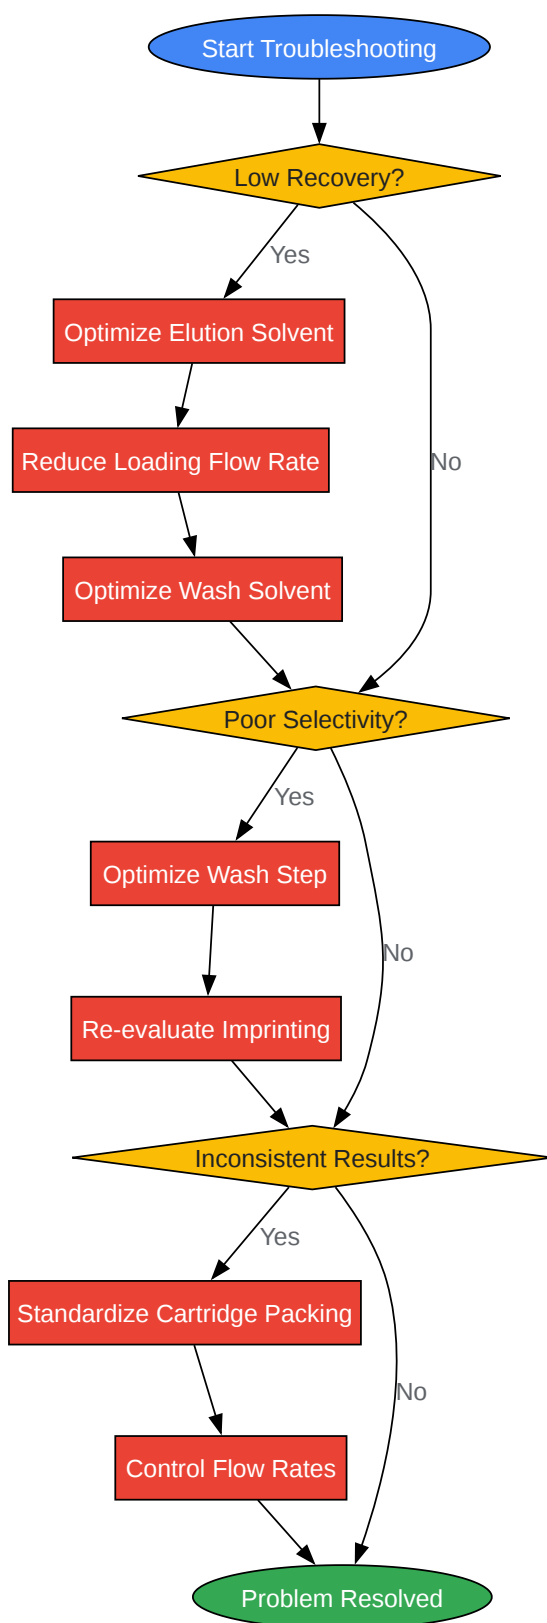 Start Troubleshooting
Low Recovery?
Yes
Optimize Elution Solvent
Reduce Loading Flow Rate
No
Optimize Wash Solvent
Poor Selectivity?
Yes
Optimize Wash Step
No
Re-evaluate Imprinting
Inconsistent Results?
Yes
Standardize Cartridge Packing
No
Control Flow Rates
Problem Resolved